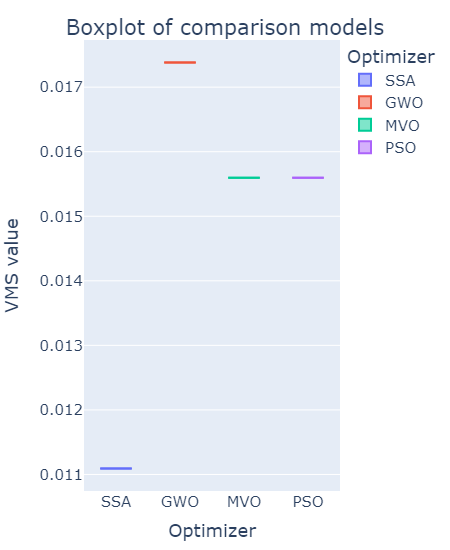 Boxplot of comparison models
Optimizer
SSA
GWO
MVO
PSO
VMS value
0.017
0.016
0.015
0.014
0.013
0.012
0.011
SSA GWO MVO PSO
Optimizer